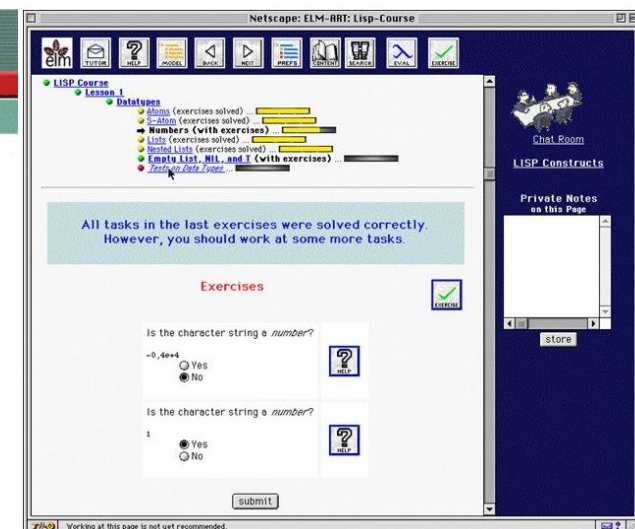 Netscape: ELM-ART: Lisp-Course
elm
TUTOR
HELP
MODEL
BACK
NEXT
PREFS
CONTENT
SEARCH
EVAL
EXERCISE
LISP Course
Lesson 1
Datatypes
Atoms (exercises solved) ...
S-Atom (exercises solved) ...
Numbers (with exercises) ...
Lists (exercises solved) ...
Nested Lists (exercises solved) ...
Empty List, NIL, and T (with exercises) ...
Tests on Data Types ...
All tasks in the last exercises were solved correctly.
However, you should work at some more tasks.
Exercises
EXERCISE
Is the character string a number?
-0,4e+4
Yes
No
HELP
Is the character string a number?
1
Yes
No
HELP
submit
Chat Room
LISP Constructs
Private Notes
on this Page
store
Working at this page is not yet recommended.